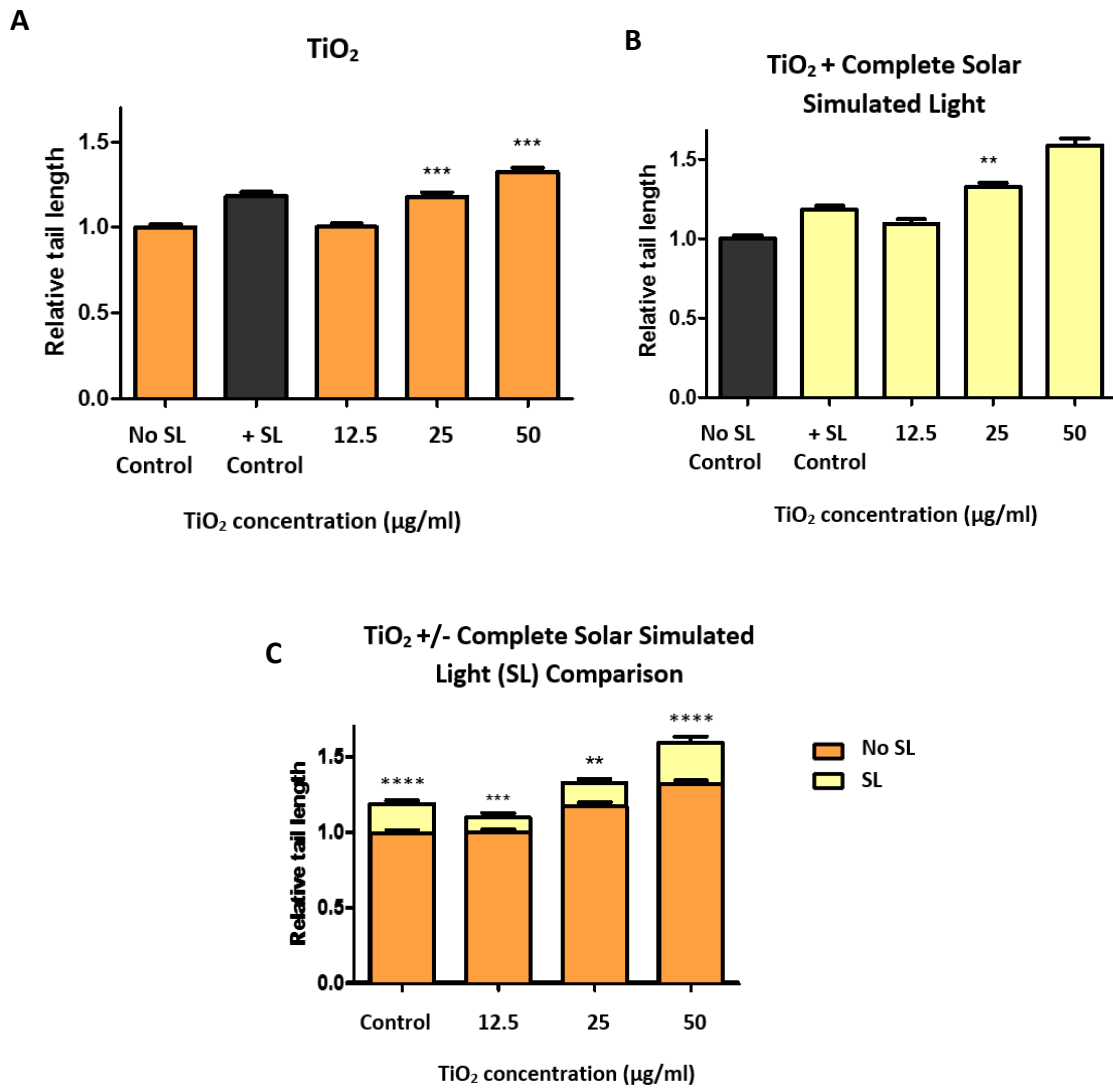 A
TiO₂
Relative tail length
1.5
1.0
0.5
0.0
***
***
No SL
Control
+ SL
Control
12.5
25
50
TiO₂ concentration (µg/ml)
B
TiO₂ + Complete Solar
Simulated Light
Relative tail length
1.5
1.0
0.5
0.0
**
No SL
Control
+ SL
Control
12.5
25
50
TiO₂ concentration (µg/ml)
C
TiO₂ +/- Complete Solar Simulated
Light (SL) Comparison
Relative tail length
1.5
1.0
0.5
0.0
****
***
**
****
Control
12.5
25
50
TiO₂ concentration (µg/ml)
No SL
SL